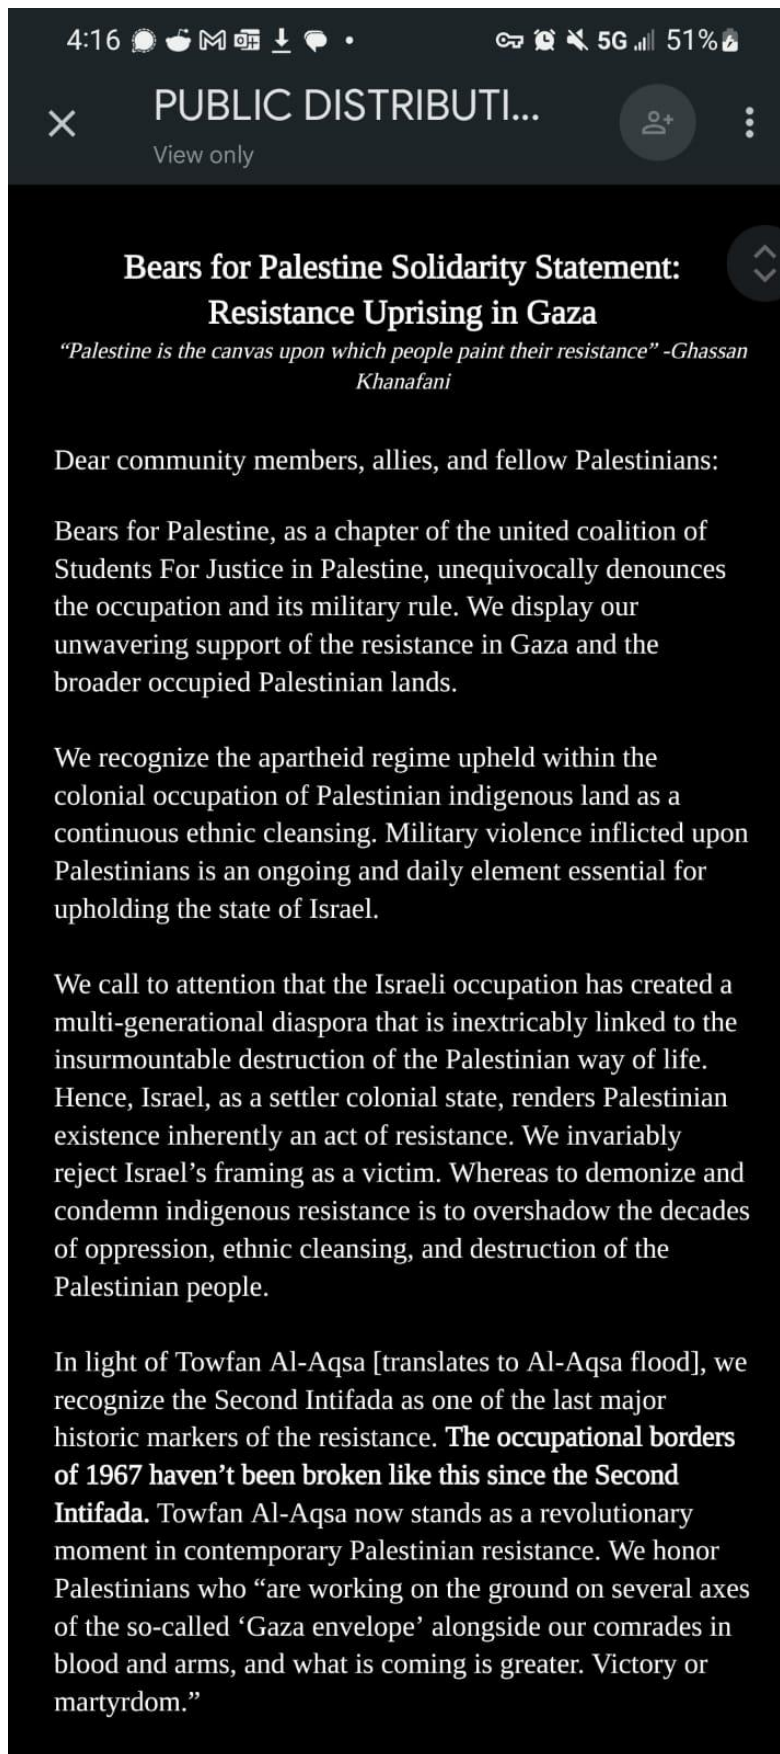 4:16
5G 51%
PUBLIC DISTRIBUTI...
View only
Bears for Palestine Solidarity Statement:
Resistance Uprising in Gaza
“Palestine is the canvas upon which people paint their resistance” -Ghassan
Khanafani
Dear community members, allies, and fellow Palestinians:
Bears for Palestine, as a chapter of the united coalition of
Students For Justice in Palestine, unequivocally denounces
the occupation and its military rule. We display our
unwavering support of the resistance in Gaza and the
broader occupied Palestinian lands.
We recognize the apartheid regime upheld within the
colonial occupation of Palestinian indigenous land as a
continuous ethnic cleansing. Military violence inflicted upon
Palestinians is an ongoing and daily element essential for
upholding the state of Israel.
We call to attention that the Israeli occupation has created a
multi-generational diaspora that is inextricably linked to the
insurmountable destruction of the Palestinian way of life.
Hence, Israel, as a settler colonial state, renders Palestinian
existence inherently an act of resistance. We invariably
reject Israel’s framing as a victim. Whereas to demonize and
condemn indigenous resistance is to overshadow the decades
of oppression, ethnic cleansing, and destruction of the
Palestinian people.
In light of Towfan Al-Aqsa [translates to Al-Aqsa flood], we
recognize the Second Intifada as one of the last major
historic markers of the resistance. The occupational borders
of 1967 haven’t been broken like this since the Second
Intifada. Towfan Al-Aqsa now stands as a revolutionary
moment in contemporary Palestinian resistance. We honor
Palestinians who “are working on the ground on several axes
of the so-called ‘Gaza envelope’ alongside our comrades in
blood and arms, and what is coming is greater. Victory or
martyrdom.”